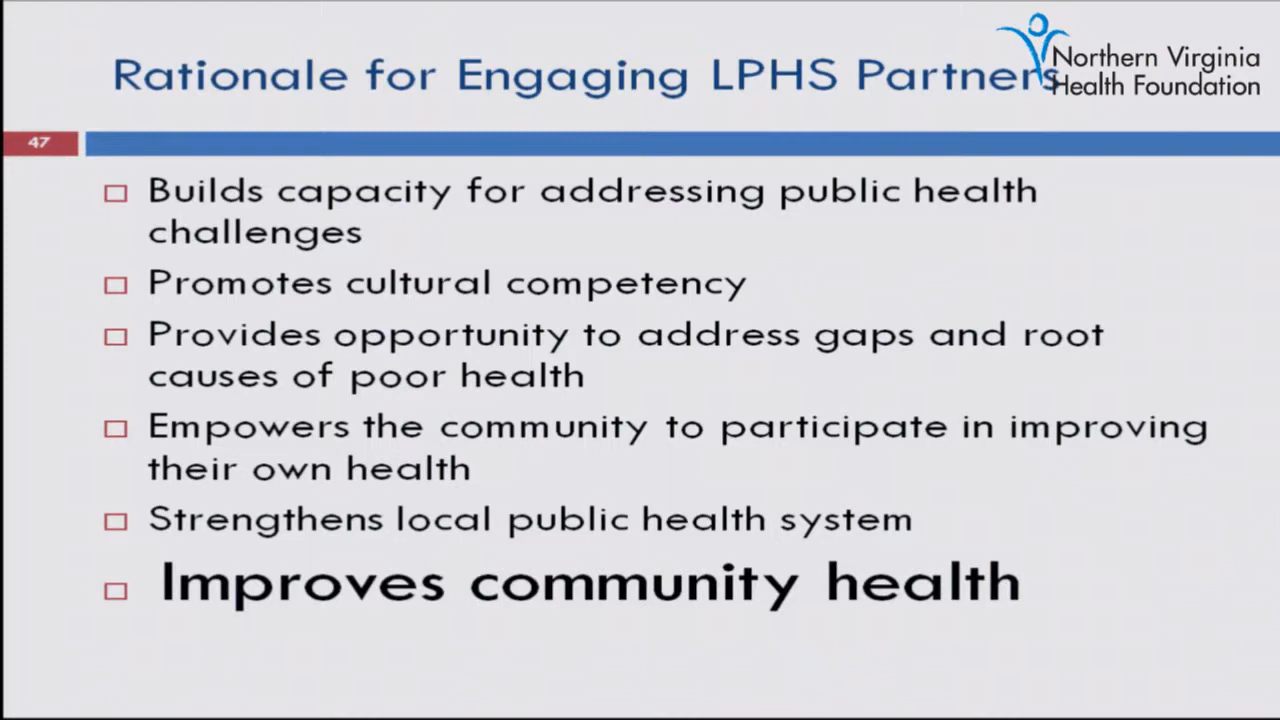 Rationale for Engaging LPHS Partners
Northern Virginia
Health Foundation
47
Builds capacity for addressing public health
challenges
Promotes cultural competency
Provides opportunity to address gaps and root
causes of poor health
Empowers the community to participate in improving
their own health
Strengthens local public health system
Improves community health